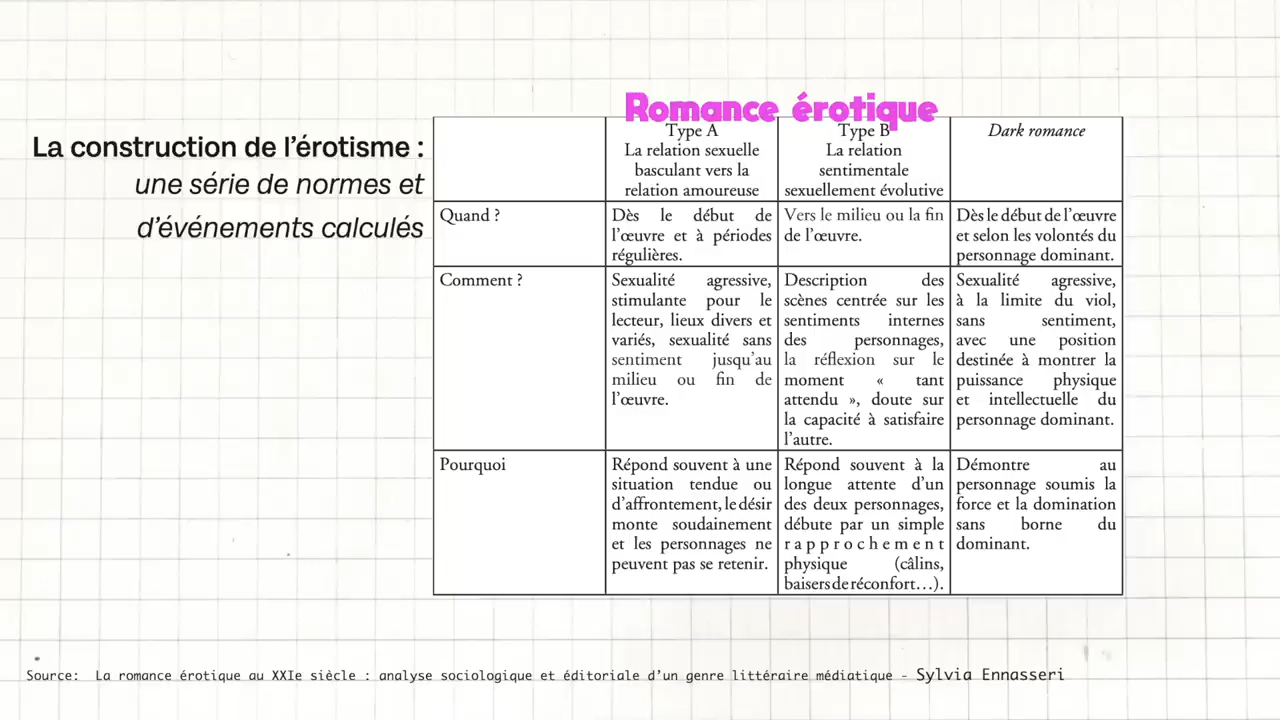 Romance érotique
La construction de l'érotisme :
une série de normes et
d'événements calculés
Type A
La relation sexuelle
basculant vers la
relation amoureuse
Type B
La relation
sentimentale
sexuellement évolutive
Dark romance
Quand ?
Dès le début de
l'œuvre et à périodes
régulières.
Vers le milieu ou la fin
de l'œuvre.
Dès le début de l'œuvre
et selon les volontés du
personnage dominant.
Comment ?
Sexualité agressive,
stimulante pour le
lecteur, lieux divers et
variés, sexualité sans
sentiment jusqu'au
milieu ou fin de
l'œuvre.
Description des
scènes centrée sur les
sentiments internes
des personnages,
la réflexion sur le
moment « tant
attendu », doute sur
la capacité à satisfaire
l'autre.
Sexualité agressive,
à la limite du viol,
sans sentiment,
avec une position
destinée à montrer la
puissance physique
et intellectuelle du
personnage dominant.
Pourquoi
Répond souvent à une
situation tendue ou
d'affrontement, le désir
monte soudainement
et les personnages ne
peuvent pas se retenir.
Répond souvent à la
longue attente d'un
des deux personnages,
débute par un simple
rapprochement
physique (câlins,
baisers de réconfort…).
Démontre au
personnage soumis la
force et la domination
sans borne du
dominant.
Source: La romance érotique au XXIe siècle : analyse sociologique et éditoriale d'un genre littéraire médiatique - Sylvia Ennasseri